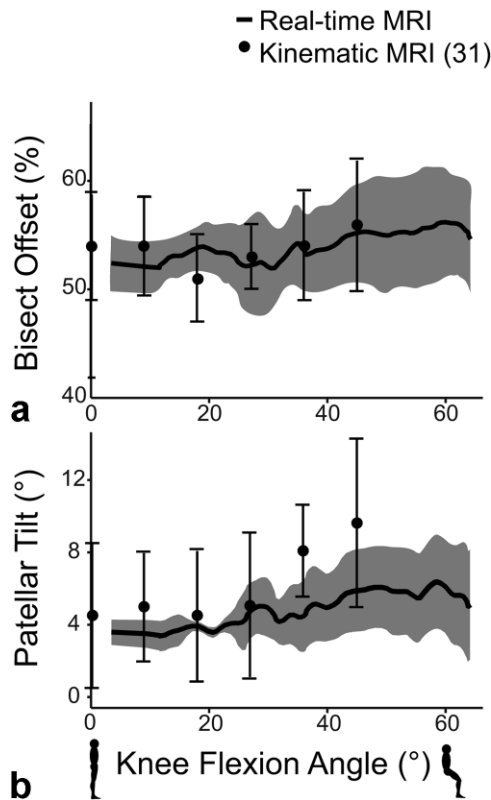 Real-time MRI
Kinematic MRI (31)
Bisect Offset (%)
60
50
40
a
0 20 40 60
Patellar Tilt (°)
12
8
4
0
0 20 40 60
b
Knee Flexion Angle (°)